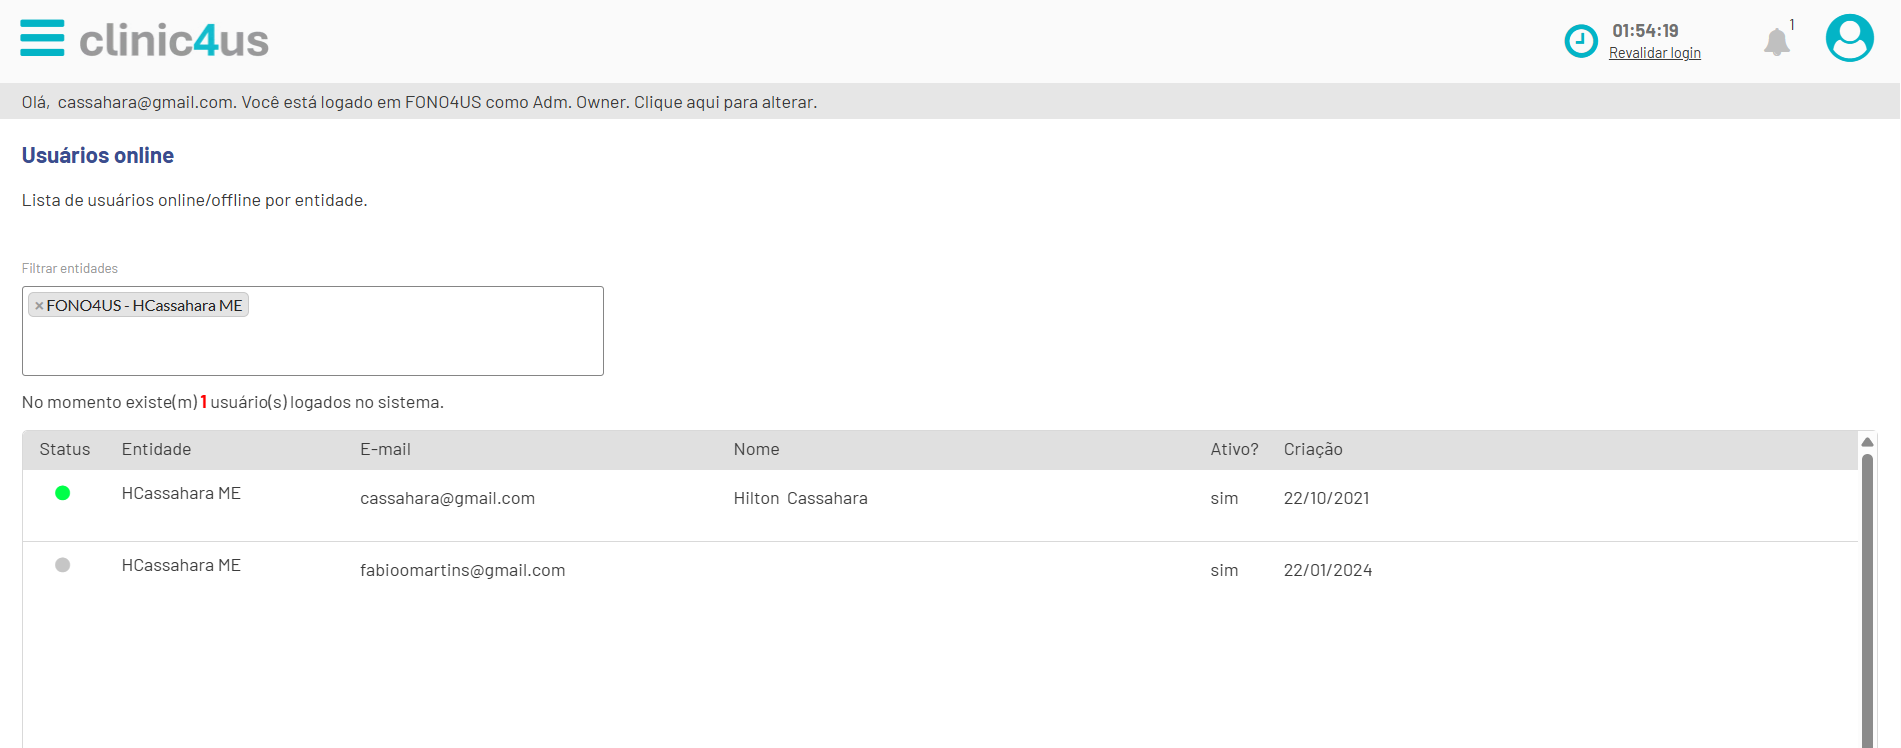 clinic4us
01:54:19
Revalidar login
1
Olá, cassahara@gmail.com. Você está logado em FONO4US como Adm. Owner. Clique aqui para alterar.
Usuários online
Lista de usuários online/offline por entidade.
Filtrar entidades
× FONO4US - HCassahara ME
No momento existe(m) 1 usuário(s) logados no sistema.
Status Entidade E-mail Nome Ativo? Criação
HCassahara ME cassahara@gmail.com Hilton Cassahara sim 22/10/2021
HCassahara ME fabioomartins@gmail.com sim 22/01/2024